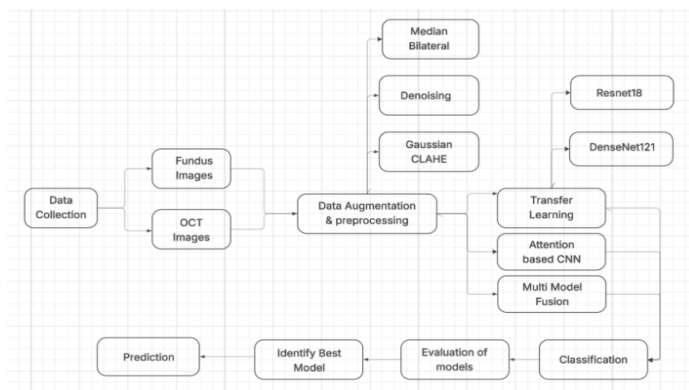 Median
Bilateral
Denoising
Gaussian
CLAHE
Resnet18
DenseNet121
Fundus
Images
OCT
Images
Data
Collection
Data Augmentation
& preprocessing
Transfer
Learning
Attention
based CNN
Multi Model
Fusion
Classification
Evaluation of
models
Identify Best
Model
Prediction